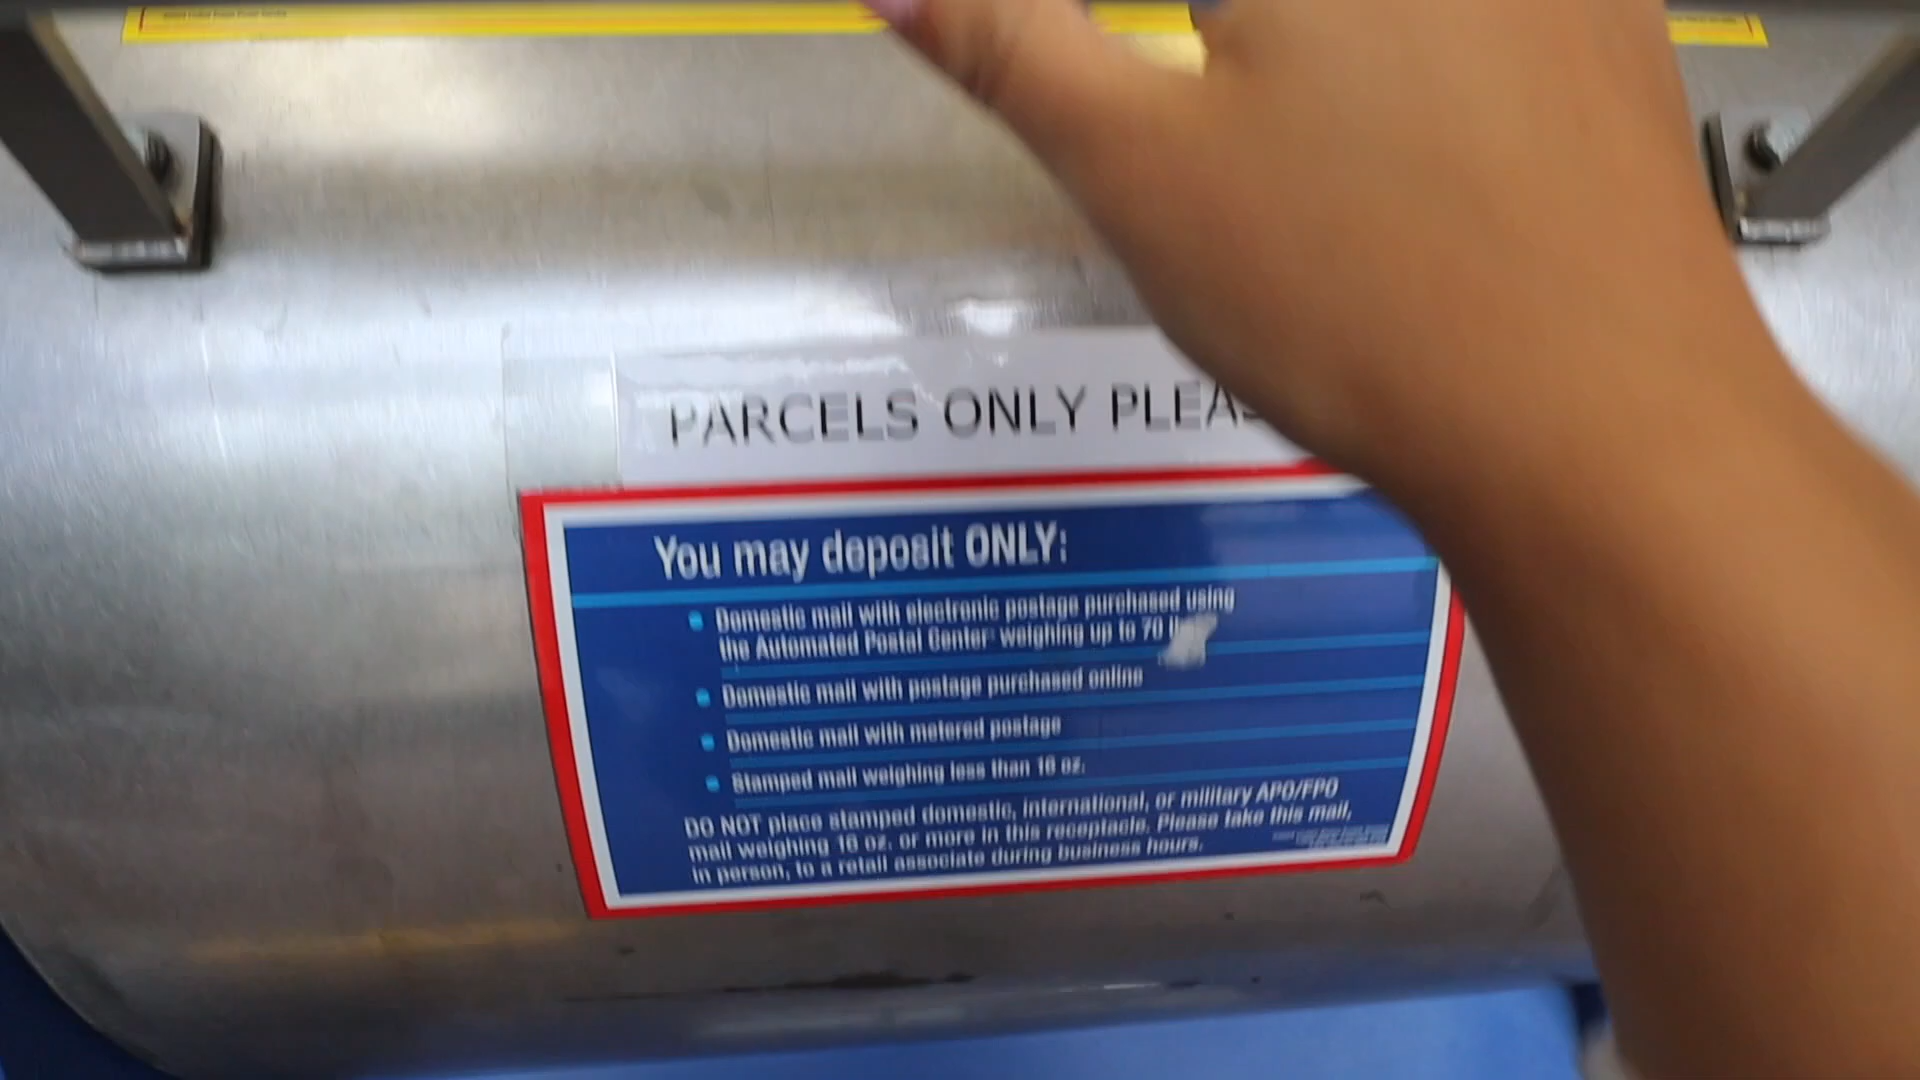 PARCELS ONLY
You may deposit ONLY:
Domestic mail with electronic postage purchased using
the Automated Postal Center weighing up to 70
Domestic mail with postage purchased online
Domestic mail with metered postage
Stamped mail weighing less than 16 oz.
DO NOT place stamped domestic, international, or military APO/FPO
mail weighing 16 oz. or more in this receptacle. Please take this mail,
in person, to a retail associate during business hours.